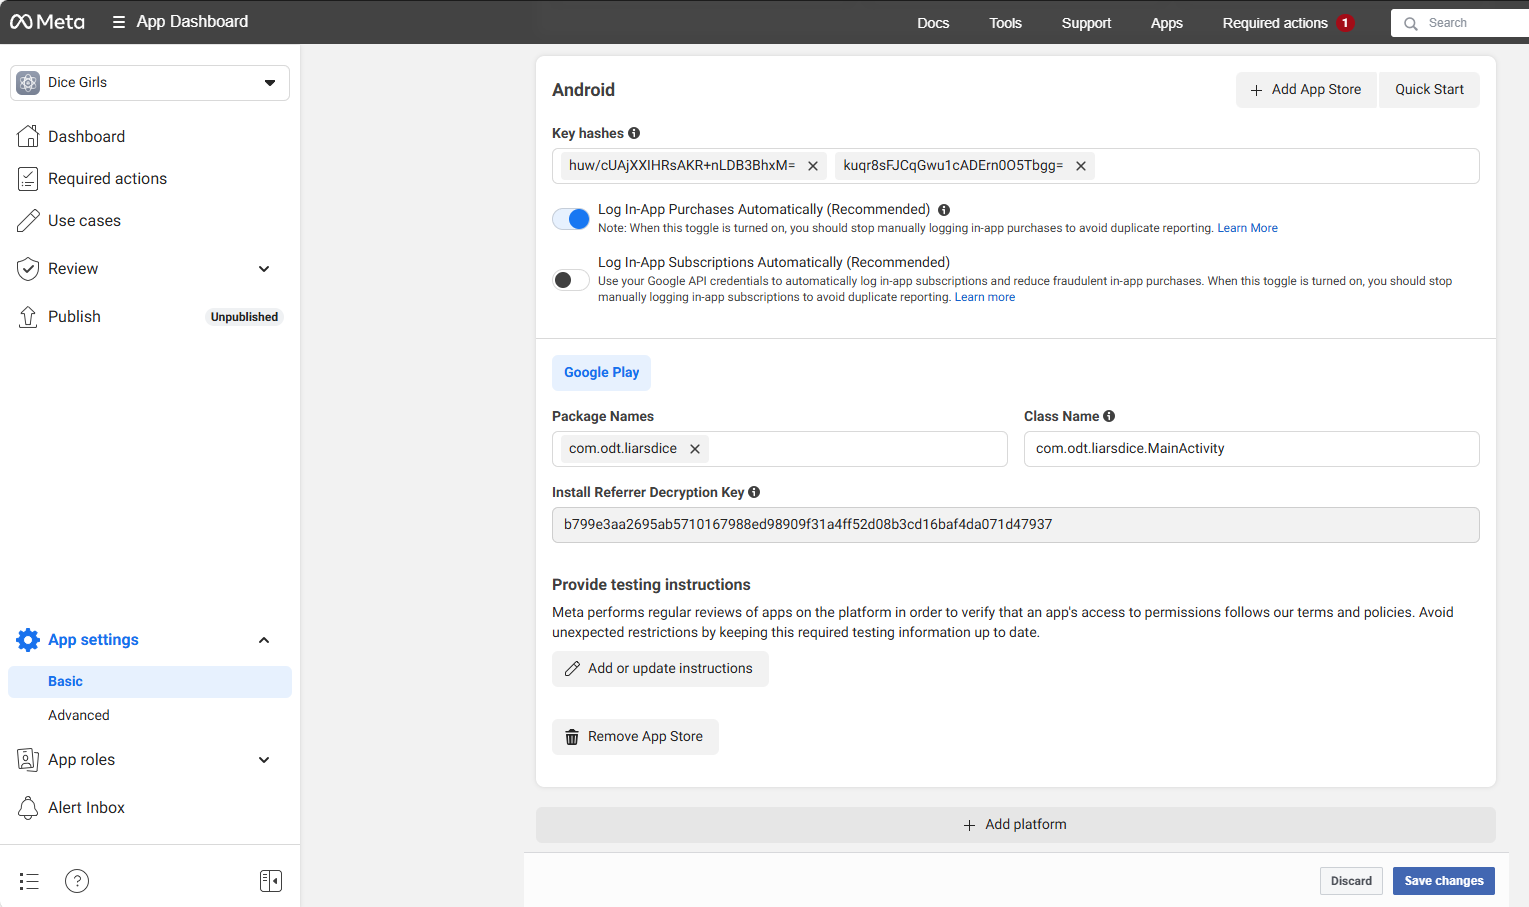 Meta
App Dashboard
Docs
Tools
Support
Apps
Required actions 1
Search
Dice Girls
Dashboard
Required actions
Use cases
Review
Publish
Unpublished
App settings
Basic
Advanced
App roles
Alert Inbox
?
Android
Add App Store
Quick Start
Key hashes
huw/cUAjXXIHRsAKR+nLDB3BhxM=
kuqr8sFJCqGwu1cADErn0O5Tbgg=
Log In-App Purchases Automatically (Recommended)
Note: When this toggle is turned on, you should stop manually logging in-app purchases to avoid duplicate reporting. Learn More
Log In-App Subscriptions Automatically (Recommended)
Use your Google API credentials to automatically log in-app subscriptions and reduce fraudulent in-app purchases. When this toggle is turned on, you should stop
manually logging in-app subscriptions to avoid duplicate reporting. Learn more
Google Play
Package Names
com.odt.liarsdice
Class Name
com.odt.liarsdice.MainActivity
Install Referrer Decryption Key
b799e3aa2695ab5710167988ed98909f31a4ff52d08b3cd16baf4da071d47937
Provide testing instructions
Meta performs regular reviews of apps on the platform in order to verify that an app's access to permissions follows our terms and policies. Avoid
unexpected restrictions by keeping this required testing information up to date.
Add or update instructions
Remove App Store
Add platform
Discard
Save changes